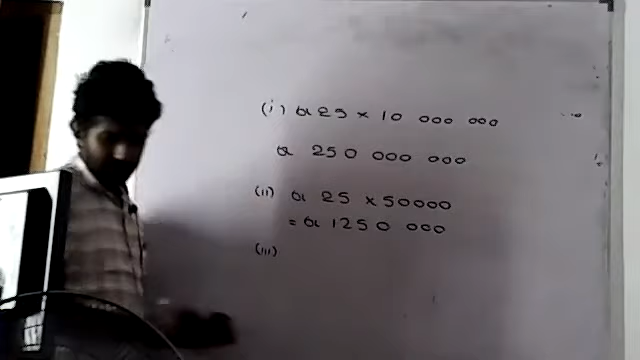 (i) රු 25 × 10 000 000
රු 250 000 000
(ii) රු 25 × 50000
= රු 1250 000
(iii)